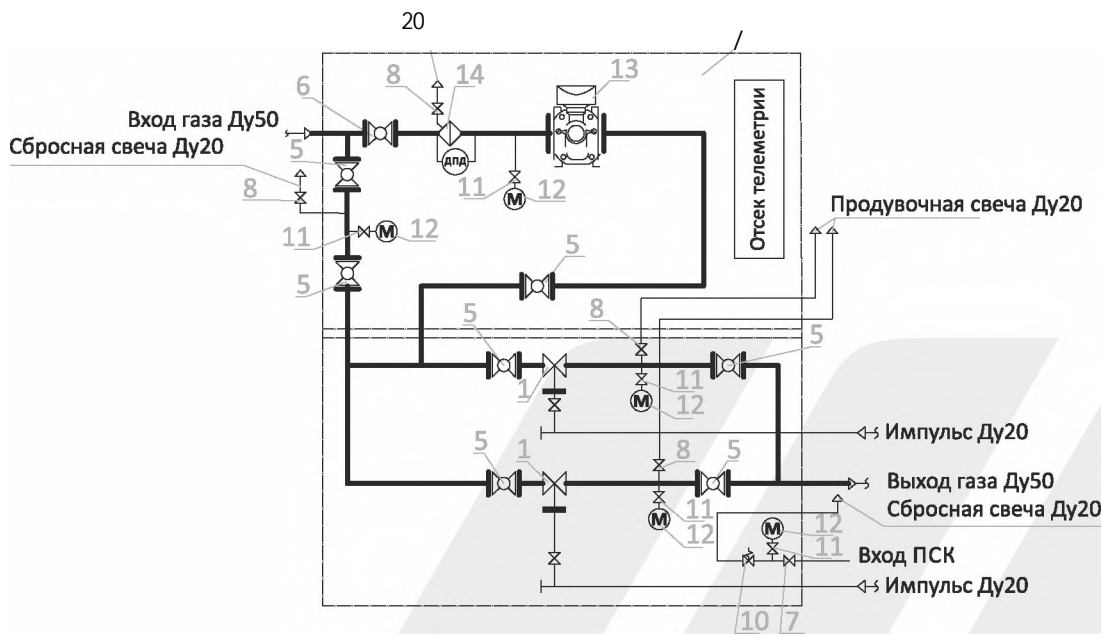 20
/
8
14
13
6
Вход газа Ду50
Сбросная свеча Ду20
5
ДПД
8
11
12
М
Отсек телеметрии
Продувочная свеча Ду20
11
М
12
5
5
8
5
5
1
11
М
12
Импульс Ду20
5
1
8
5
Выход газа Ду50
Сбросная свеча Ду20
11
М
12
М
12
11
Вход ПСК
Импульс Ду20
10
7